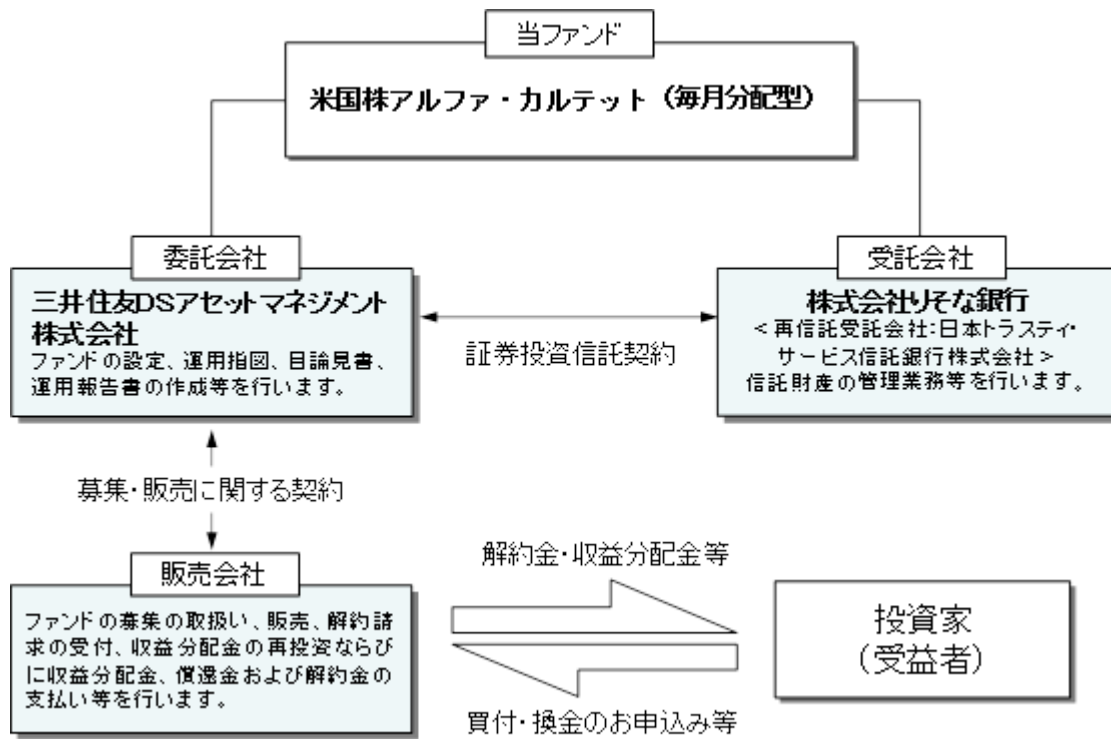 当ファンド
米国株アルファ・カルテット（毎月分配型）
委託会社
三井住友DSアセットマネジメント
株式会社
ファンドの設定、運用指図、目論見書、
運用報告書の作成等を行います。
証券投資信託契約
受託会社
株式会社りそな銀行
＜再信託受託会社：日本トラスティ・
サービス信託銀行株式会社＞
信託財産の管理業務等を行います。
募集・販売に関する契約
販売会社
ファンドの募集の取扱い、販売、解約請
求の受付、収益分配金の再投資ならび
に収益分配金、償還金および解約金の
支払い等を行います。
解約金・収益分配金等
買付・換金のお申込み等
投資家
（受益者）